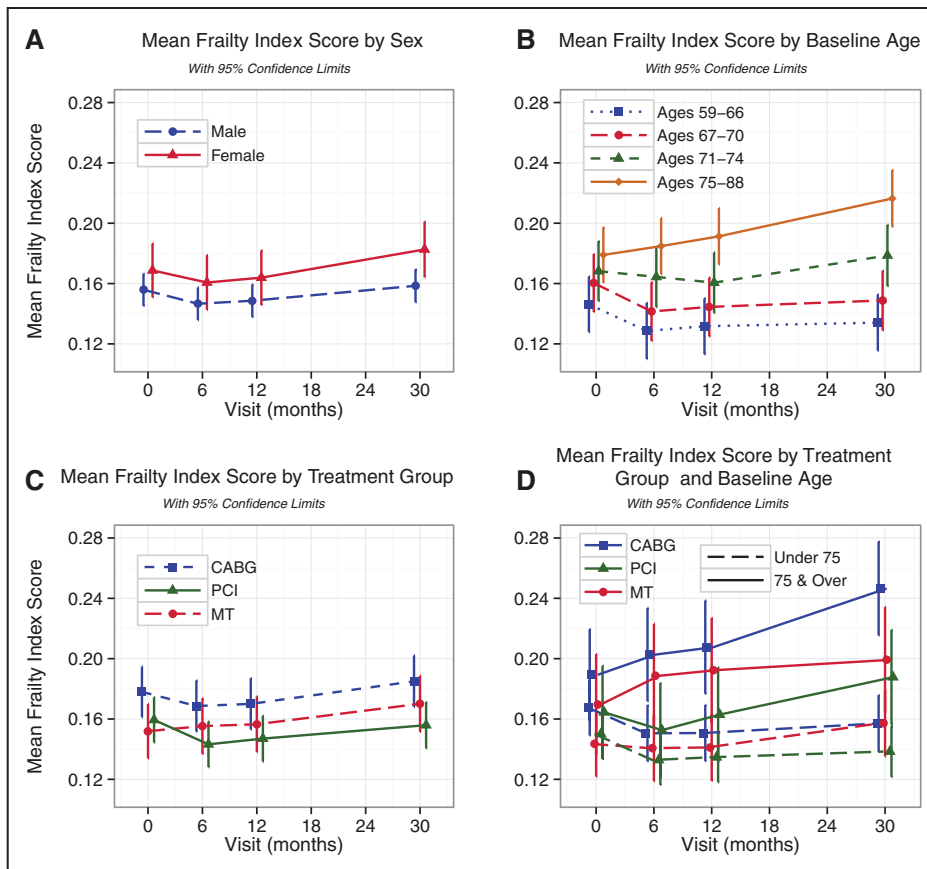 A
Mean Frailty Index Score by Sex
With 95% Confidence Limits
Mean Frailty Index Score
0.28
0.24
0.20
0.16
0.12
Male
Female
0 6 12 18 24 30
Visit (months)
B
Mean Frailty Index Score by Baseline Age
With 95% Confidence Limits
0.28
0.24
0.20
0.16
0.12
Ages 59–66
Ages 67–70
Ages 71–74
Ages 75–88
0 6 12 18 24 30
Visit (months)
C
Mean Frailty Index Score by Treatment Group
With 95% Confidence Limits
Mean Frailty Index Score
0.28
0.24
0.20
0.16
0.12
CABG
PCI
MT
0 6 12 18 24 30
Visit (months)
D
Mean Frailty Index Score by Treatment
Group and Baseline Age
With 95% Confidence Limits
0.28
0.24
0.20
0.16
0.12
CABG
PCI
MT
Under 75
75 & Over
0 6 12 18 24 30
Visit (months)